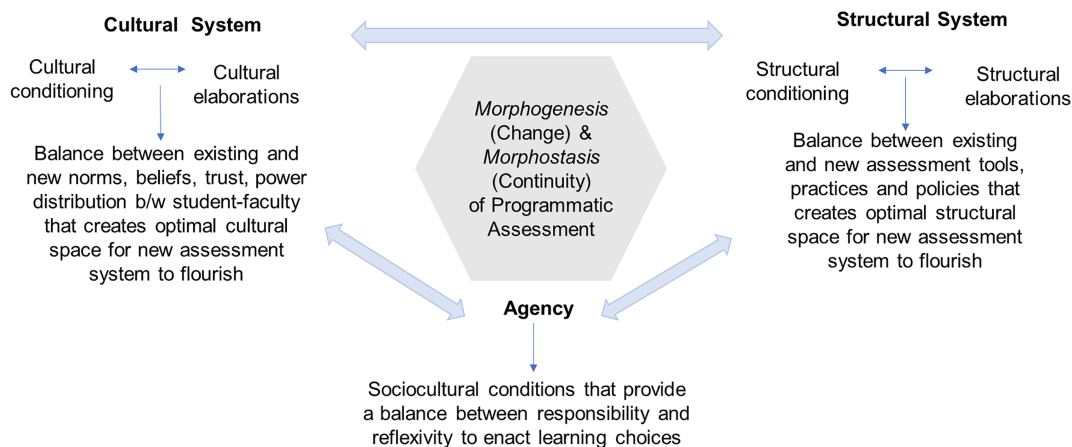 Cultural System
Cultural
conditioning
Cultural
elaborations
Balance between existing and
new norms, beliefs, trust, power
distribution b/w student-faculty
that creates optimal cultural
space for new assessment
system to flourish
Morphogenesis
(Change) &
Morphostasis
(Continuity)
of Programmatic
Assessment
Structural System
Structural
conditioning
Structural
elaborations
Balance between existing
and new assessment tools,
practices and policies that
creates optimal structural
space for new assessment
system to flourish
Agency
Sociocultural conditions that provide
a balance between responsibility and
reflexivity to enact learning choices